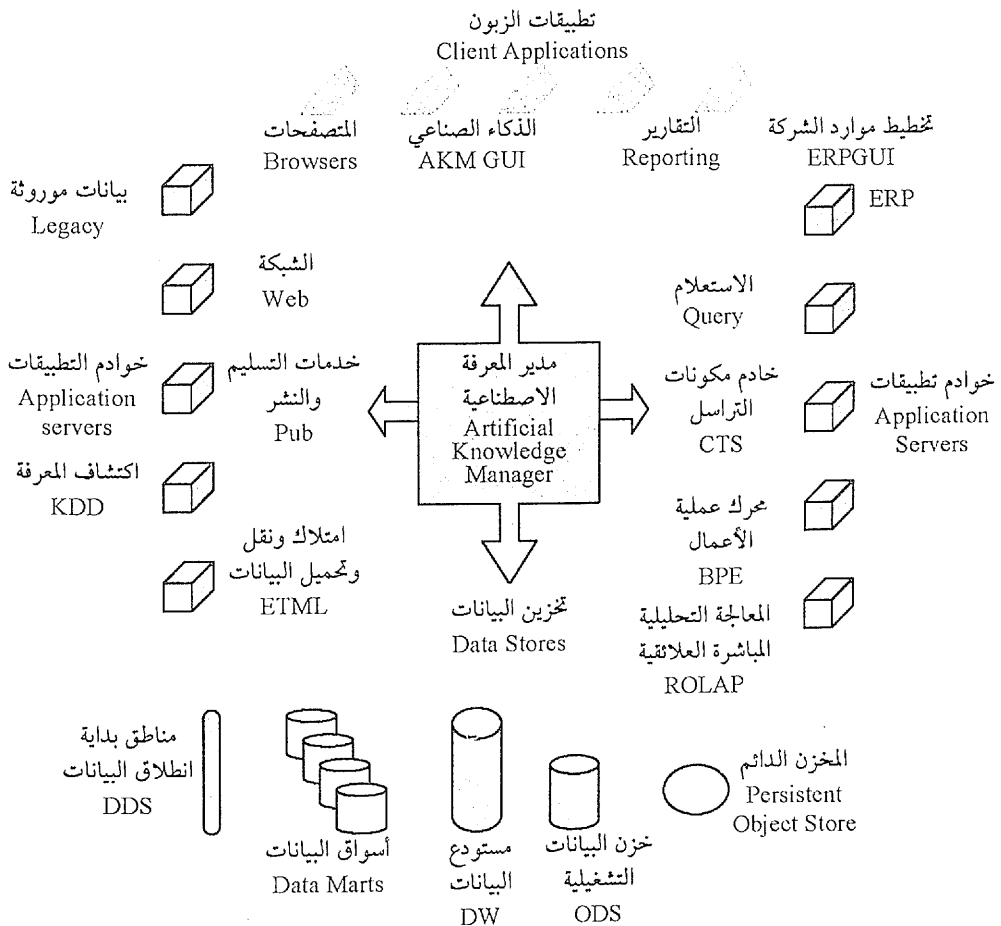 تطبيقات الزبون
Client Applications
المتصفحات
Browsers
الذكاء الصناعي
AKM GUI
التقارير
Reporting
تخطيط موارد الشركة
ERPGUI
ERP
بيانات موروثة
Legacy
الشبكة
Web
الاستعلام
Query
خوادم التطبيقات
Application
servers
خدمات التسليم
والنشر
Pub
مدير المعرفة
الاصطناعية
Artificial
Knowledge
Manager
خادم مكونات
التراسل
CTS
خوادم تطبيقات
Application
Servers
اكتشاف المعرفة
KDD
محرك عملية
الأعمال
BPE
امتلاك ونقل
وتحميل البيانات
ETML
تخزين البيانات
Data Stores
المعالجة التحليلية
المباشرة العلائقية
ROLAP
مناطق بداية
انطلاق البيانات
DDS
أسواق البيانات
Data Marts
مستودع
البيانات
DW
خزن البيانات
التشغيلية
ODS
المخزن الدائم
Persistent
Object Store